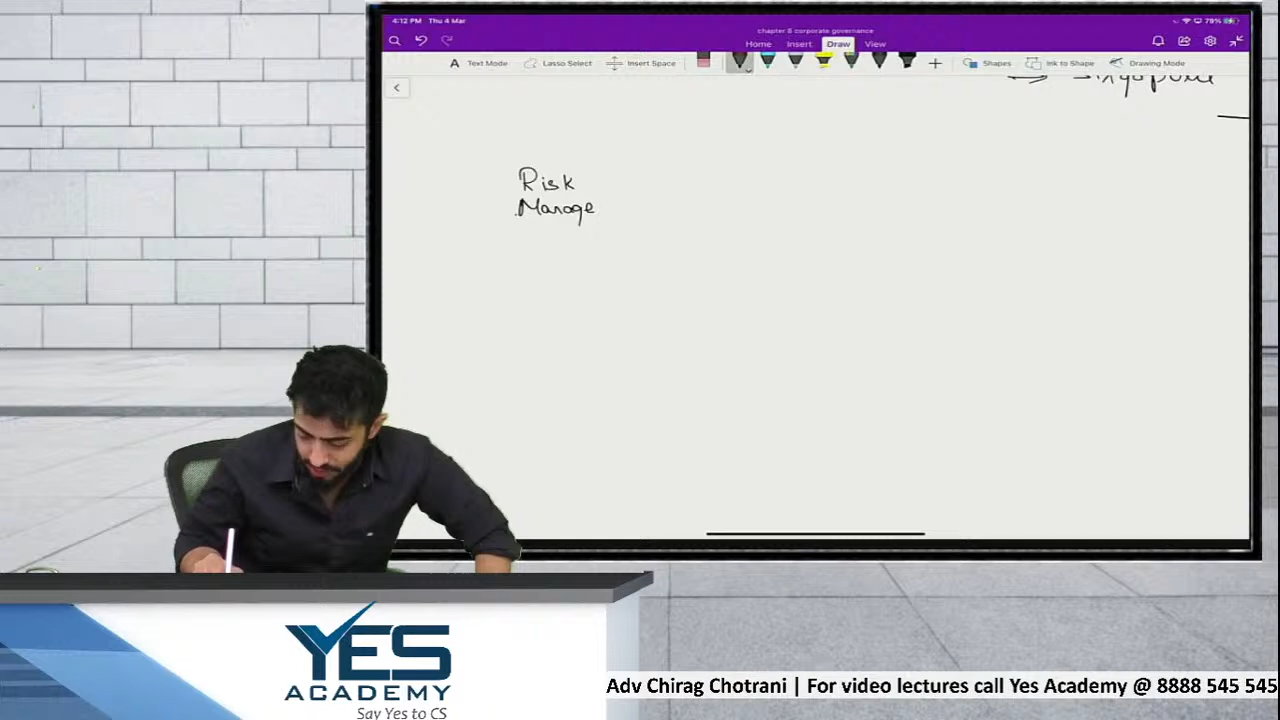 4:12 PM Thu 4 Mar
79%
chapter 8 corporate governance
Home Insert Draw View
Text Mode Lasso Select Insert Space Shapes Ink to Shape Drawing Mode
Risk
Manage
YES
ACADEMY
Say Yes to CS
Adv Chirag Chotrani | For video lectures call Yes Academy @ 8888 545 545